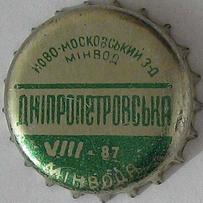 НОВО-МОСКОВСЬКИЙ З-Д
МІНВОД
ДНІПРОПЕТРОВСЬКА
VIII - 87
МІНВОДА